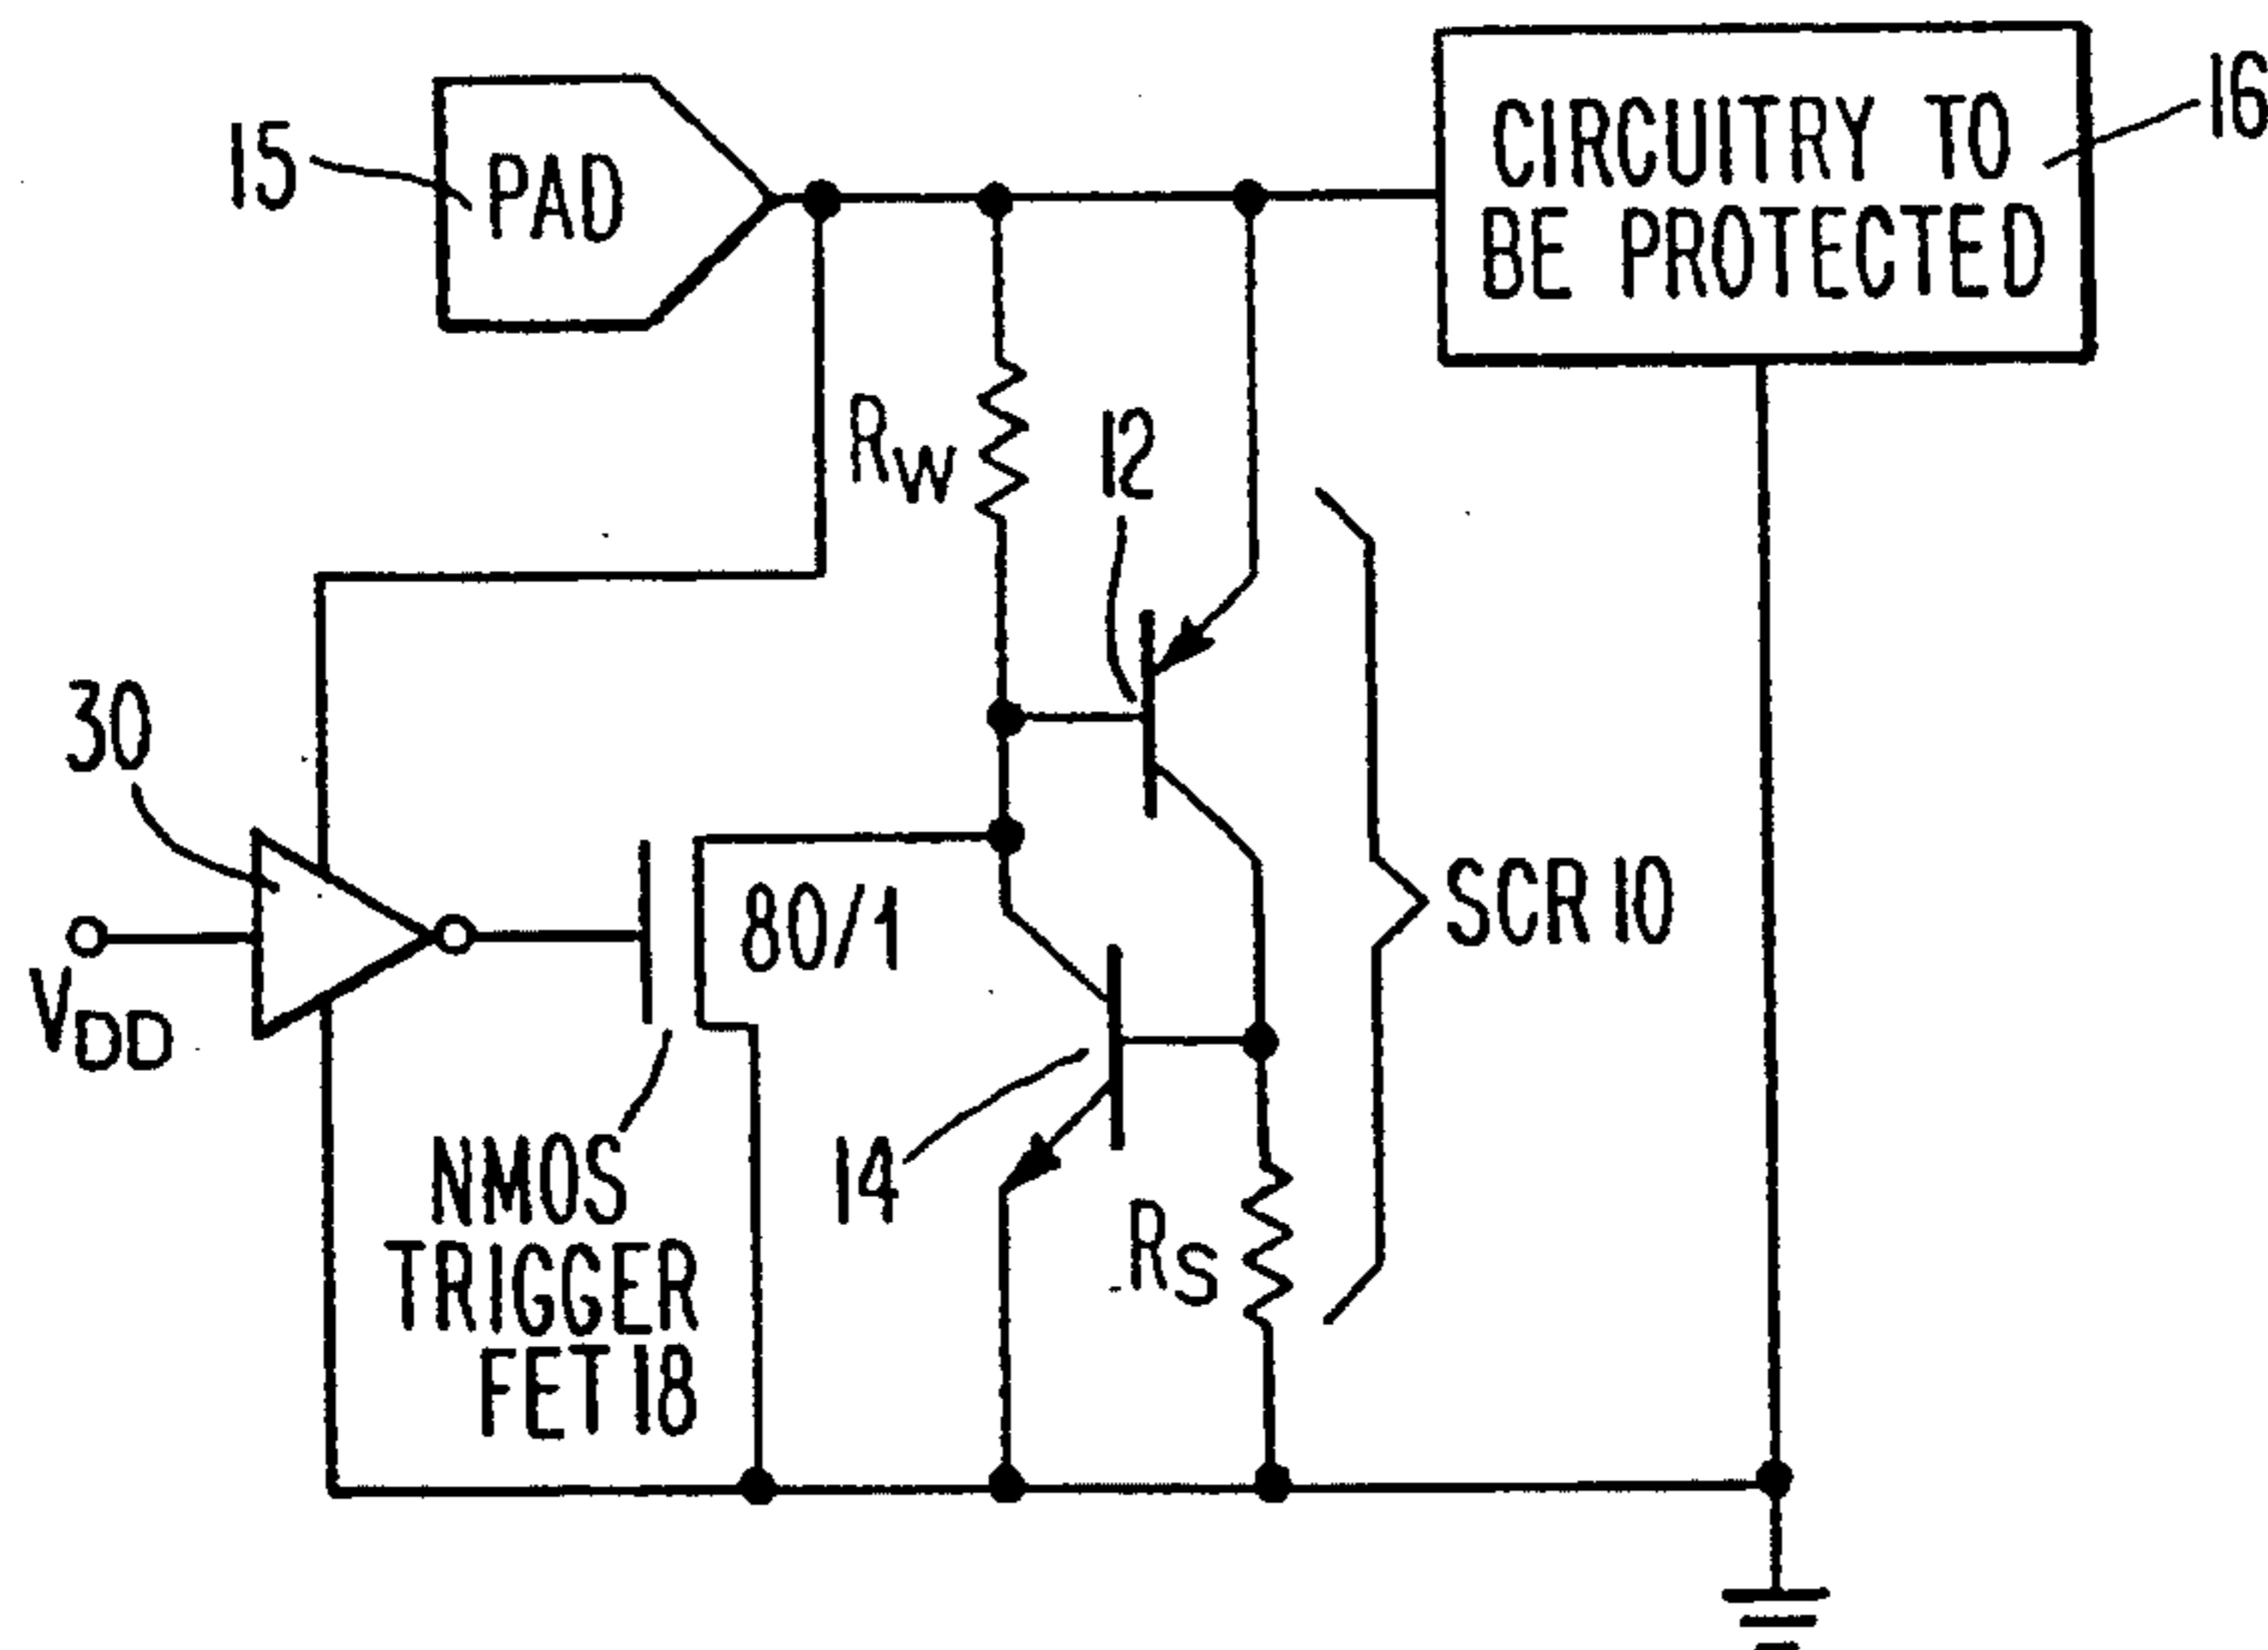 15
PAD
CIRCUITRY TO
BE PROTECTED
16
RW
12
30
VDD
80/1
SCR 10
NMOS
TRIGGER
FET 18
14
RS